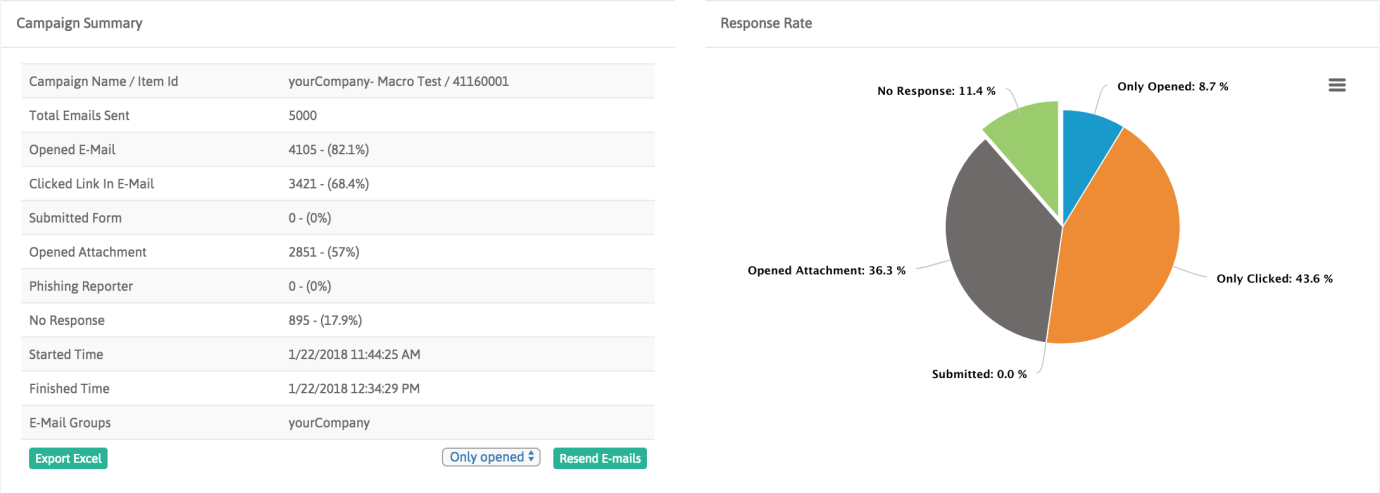 Campaign Summary
Campaign Name / Item Id yourCompany- Macro Test / 41160001
Total Emails Sent 5000
Opened E-Mail 4105 - (82.1%)
Clicked Link In E-Mail 3421 - (68.4%)
Submitted Form 0 - (0%)
Opened Attachment 2851 - (57%)
Phishing Reporter 0 - (0%)
No Response 895 - (17.9%)
Started Time 1/22/2018 11:44:25 AM
Finished Time 1/22/2018 12:34:29 PM
E-Mail Groups yourCompany
Export Excel Only opened Resend E-mails
Response Rate
No Response: 11.4 %
Only Opened: 8.7 %
Opened Attachment: 36.3 %
Only Clicked: 43.6 %
Submitted: 0.0 %